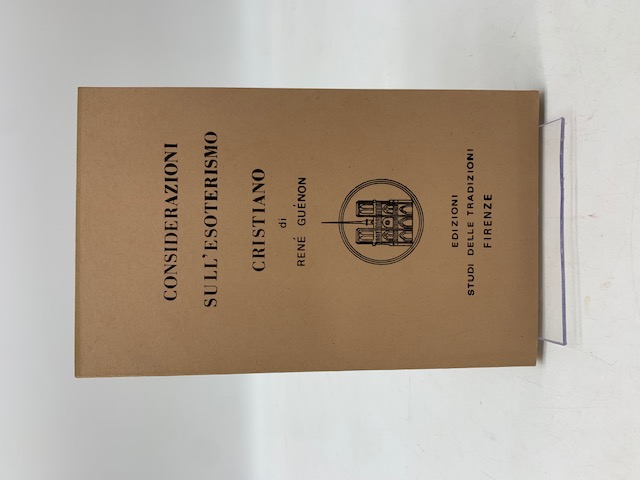 CONSIDERAZIONI
SULL'ESOTERISMO
CRISTIANO
di
RENÉ GUÉNON
EDIZIONI
STUDI DELLE TRADIZIONI
FIRENZE